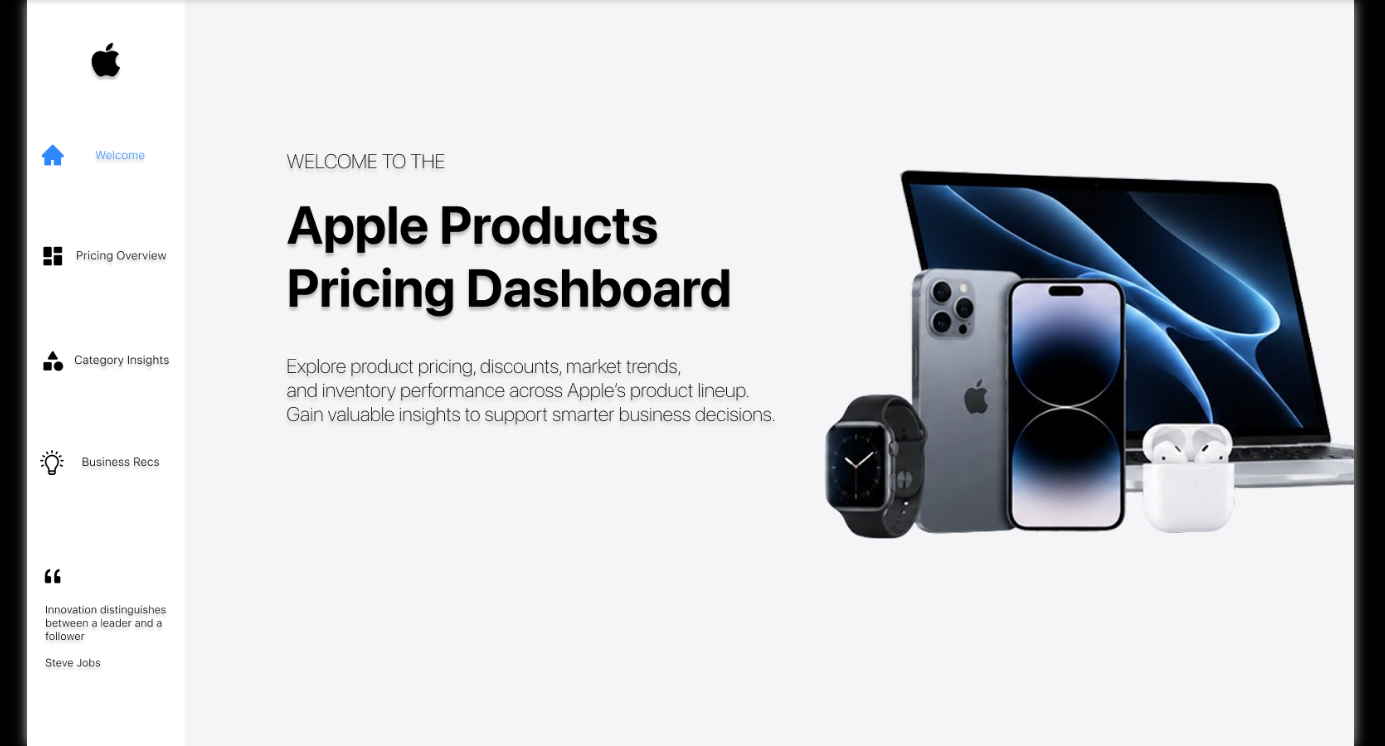 Welcome
Pricing Overview
Category Insights
Business Recs
“
Innovation distinguishes
between a leader and a
follower
Steve Jobs
WELCOME TO THE
Apple Products
Pricing Dashboard
Explore product pricing, discounts, market trends,
and inventory performance across Apple’s product lineup.
Gain valuable insights to support smarter business decisions.